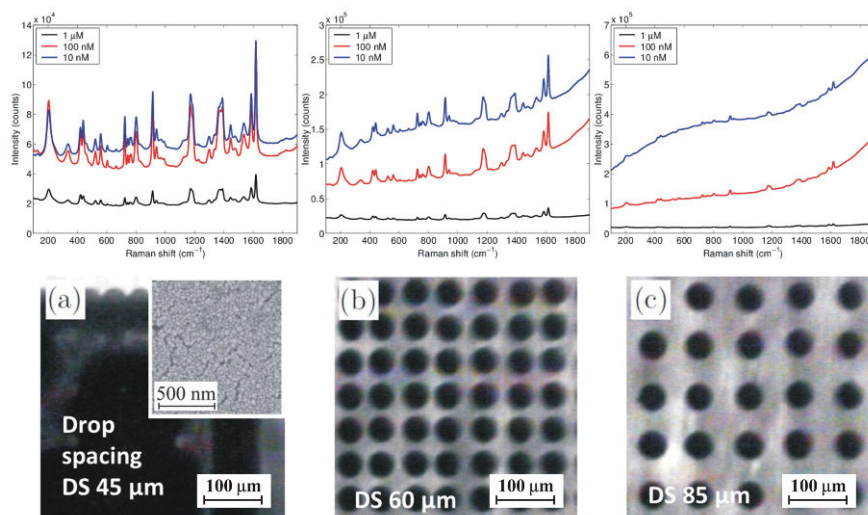 x 10⁴
14
12
10
8
6
4
2
0
Intensity (counts)
1 μM
100 nM
10 nM
200 400 600 800 1000 1200 1400 1600 1800
Raman shift (cm⁻¹)
x 10⁵
3
2.5
2
1.5
1
0.5
0
Intensity (counts)
1 μM
100 nM
10 nM
200 400 600 800 1000 1200 1400 1600 1800
Raman shift (cm⁻¹)
x 10⁵
7
6
5
4
3
2
1
0
Intensity (counts)
1 μM
100 nM
10 nM
200 400 600 800 1000 1200 1400 1600 1800
Raman shift (cm⁻¹)
(a)
500 nm
Drop
spacing
DS 45 μm
100 μm
(b)
DS 60 μm
100 μm
(c)
DS 85 μm
100 μm